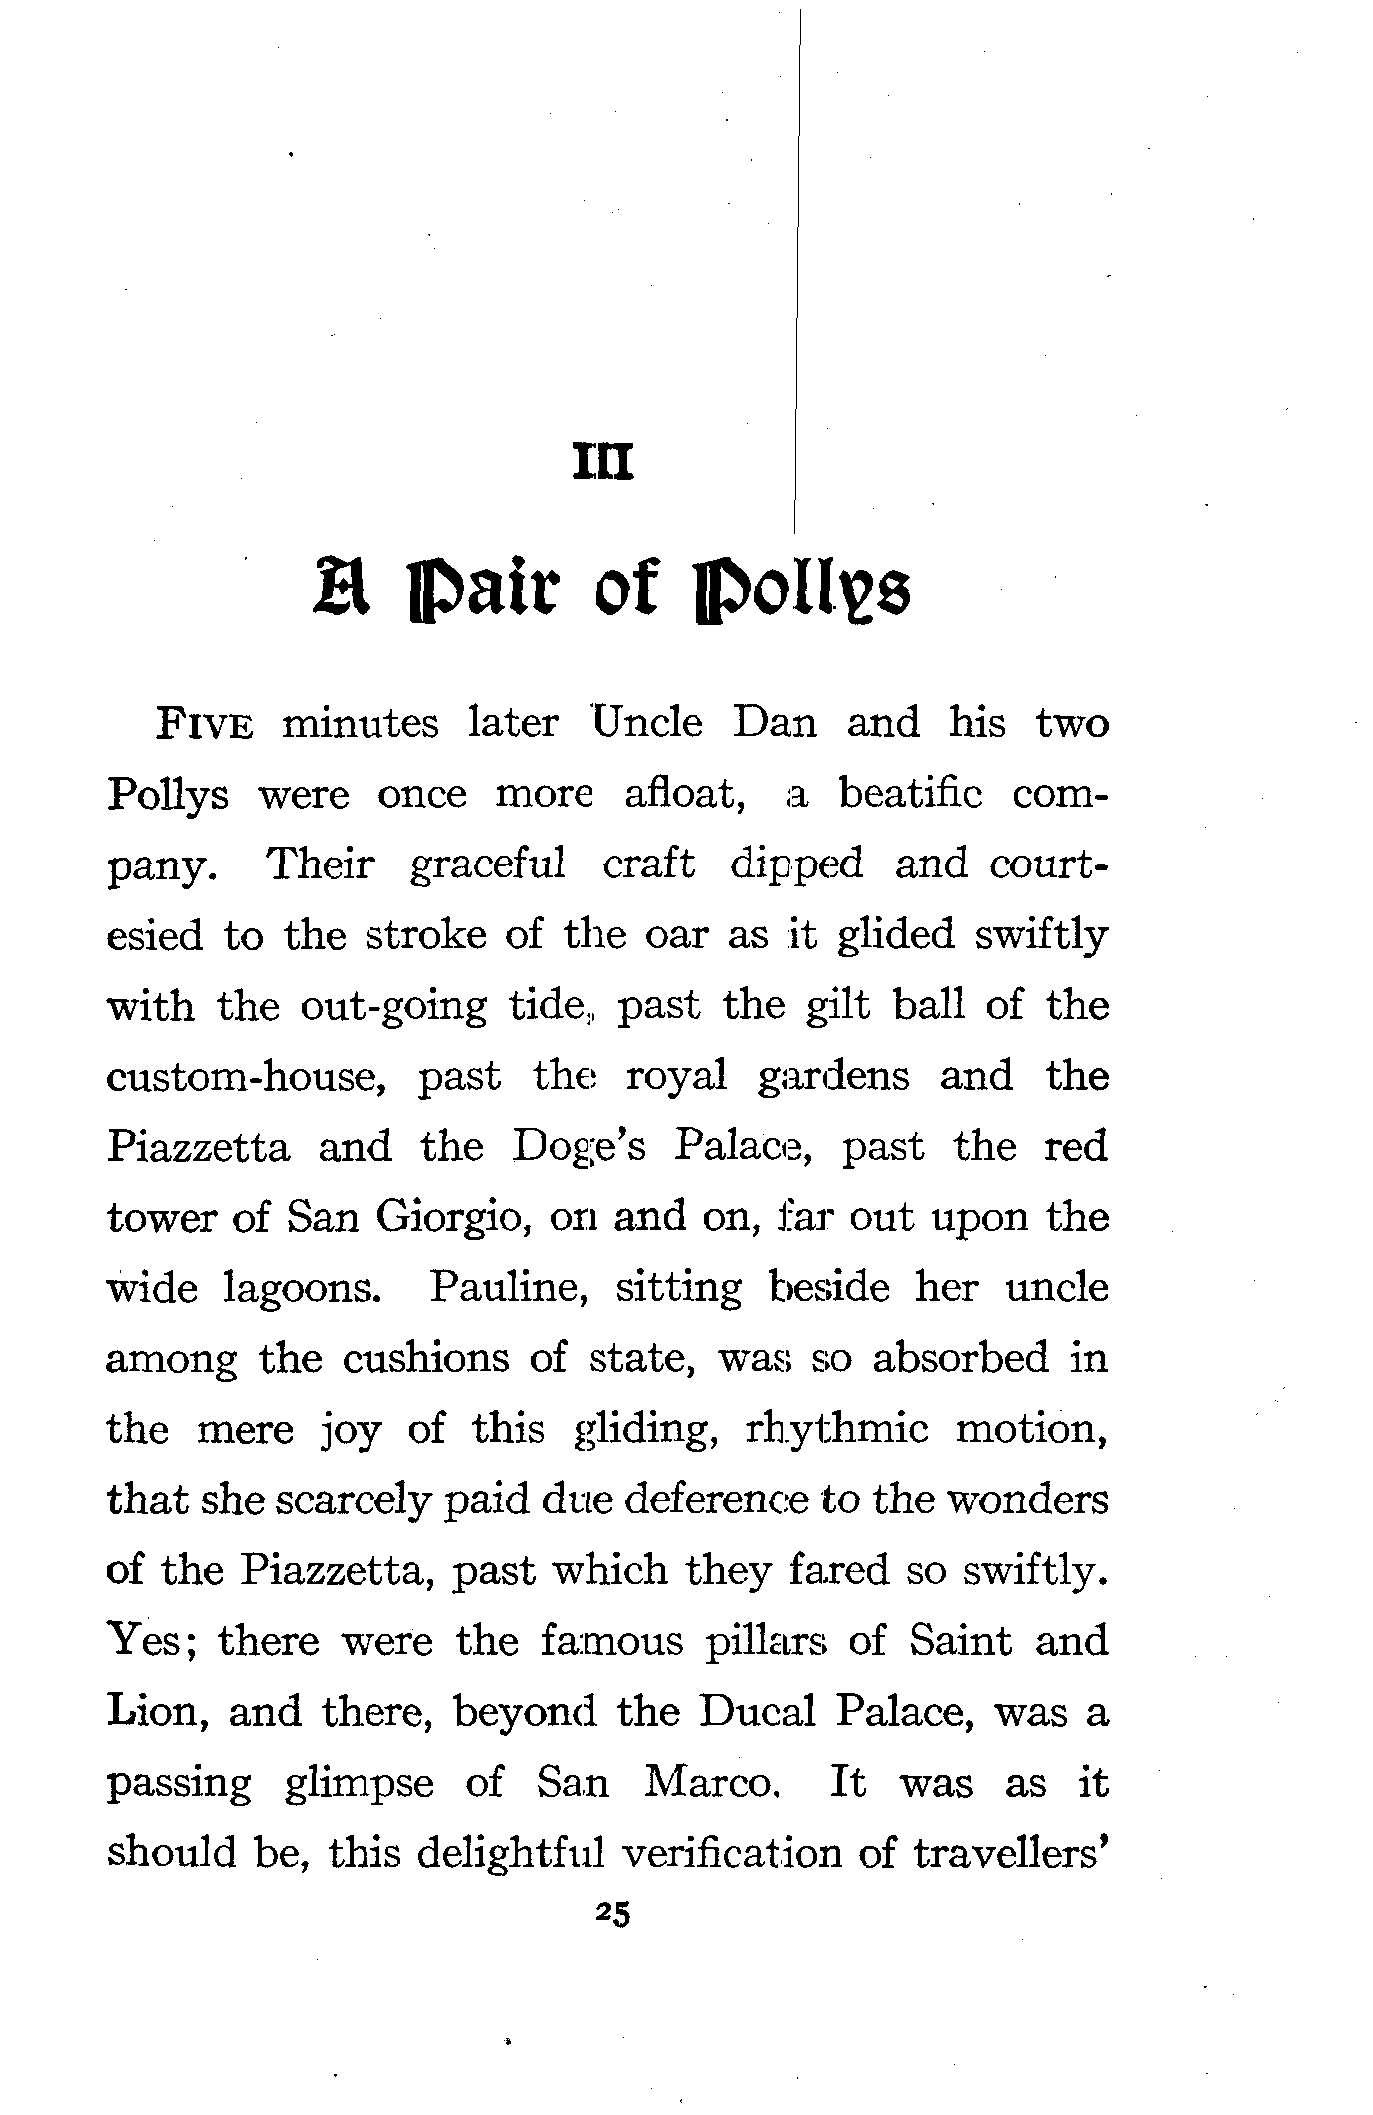 III
A Pair of Pollys
FIVE minutes later Uncle Dan and his two
Pollys were once more afloat, a beatific com-
pany. Their graceful craft dipped and court-
esied to the stroke of the oar as it glided swiftly
with the out-going tide, past the gilt ball of the
custom-house, past the royal gardens and the
Piazzetta and the Doge's Palace, past the red
tower of San Giorgio, on and on, far out upon the
wide lagoons. Pauline, sitting beside her uncle
among the cushions of state, was so absorbed in
the mere joy of this gliding, rhythmic motion,
that she scarcely paid due deference to the wonders
of the Piazzetta, past which they fared so swiftly.
Yes; there were the famous pillars of Saint and
Lion, and there, beyond the Ducal Palace, was a
passing glimpse of San Marco. It was as it
should be, this delightful verification of travellers'
25